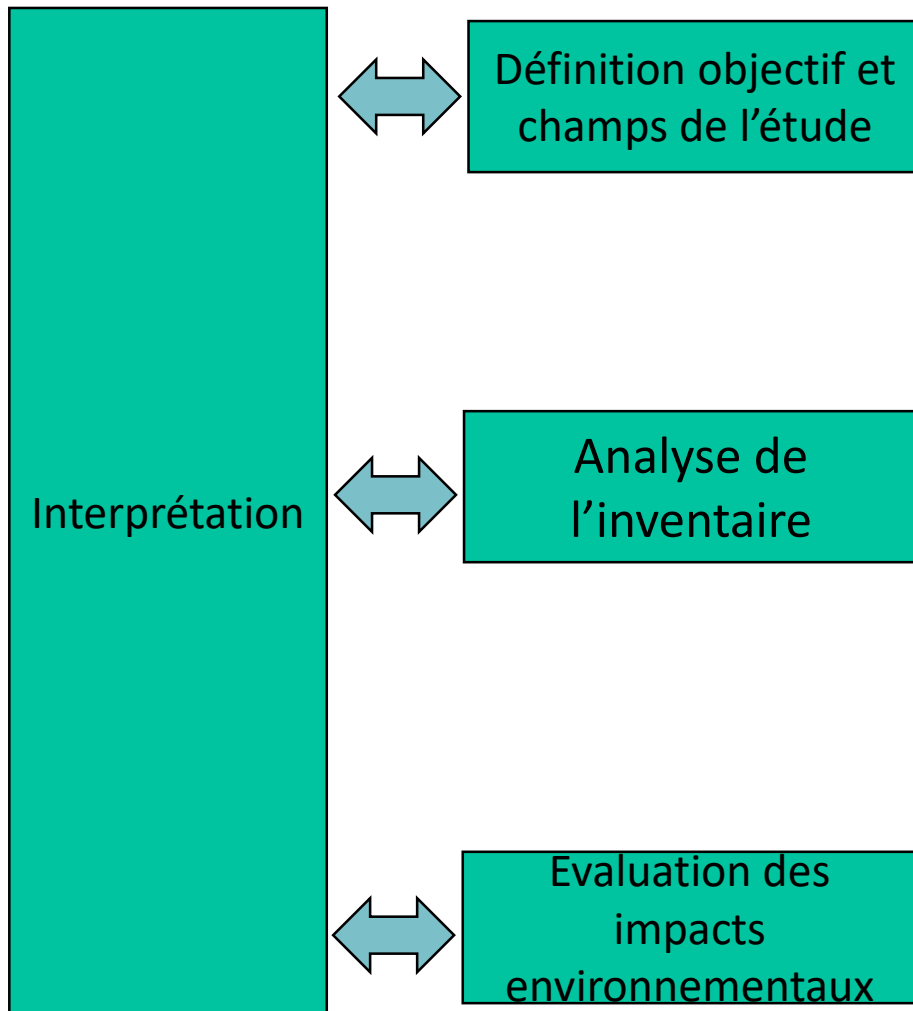 Définition objectif et
champs de l’étude
Analyse de
l’inventaire
Interprétation
Evaluation des
impacts
environnementaux